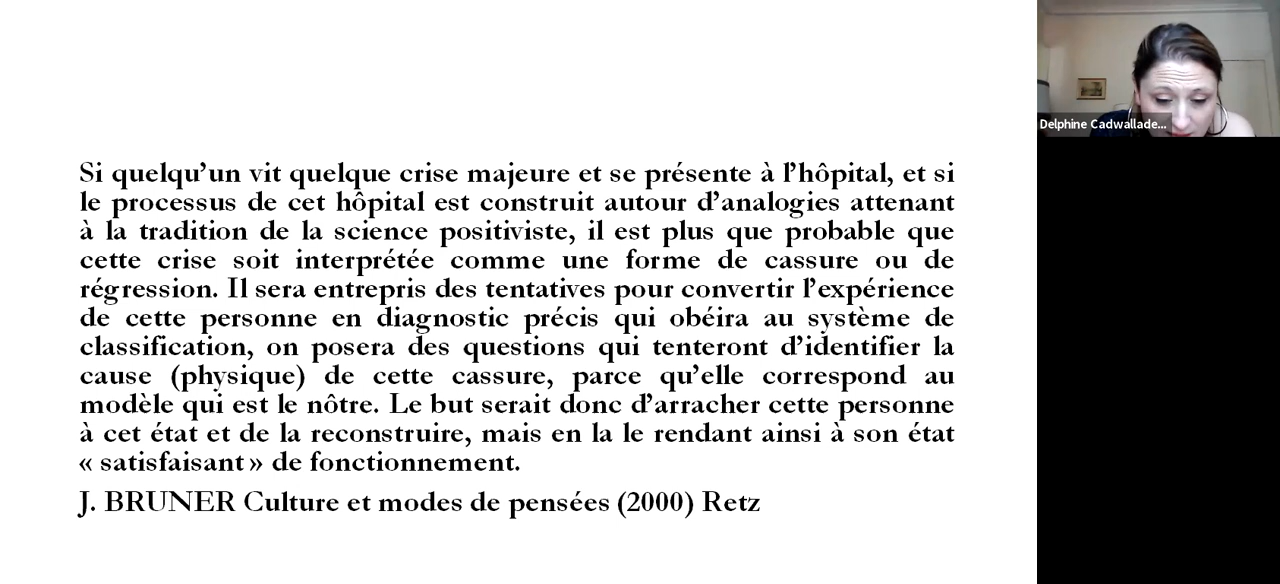 Si quelqu’un vit quelque crise majeure et se présente à l’hôpital, et si
le processus de cet hôpital est construit autour d’analogies attenant
à la tradition de la science positiviste, il est plus que probable que
cette crise soit interprétée comme une forme de cassure ou de
régression. Il sera entrepris des tentatives pour convertir l’expérience
de cette personne en diagnostic précis qui obéira au système de
classification, on posera des questions qui tenteront d’identifier la
cause (physique) de cette cassure, parce qu’elle correspond au
modèle qui est le nôtre. Le but serait donc d’arracher cette personne
à cet état et de la reconstruire, mais en la le rendant ainsi à son état
« satisfaisant » de fonctionnement.
J. BRUNER Culture et modes de pensées (2000) Retz
Delphine Cadwallade...